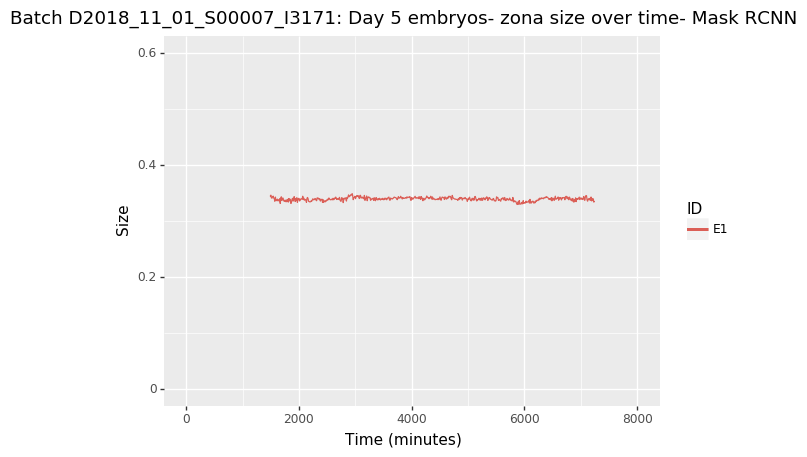 Batch D2018_11_01_S00007_I3171: Day 5 embryos- zona size over time- Mask RCNN
0.6
0.4
0.2
0
Size
0 2000 4000 6000 8000
Time (minutes)
ID
E1